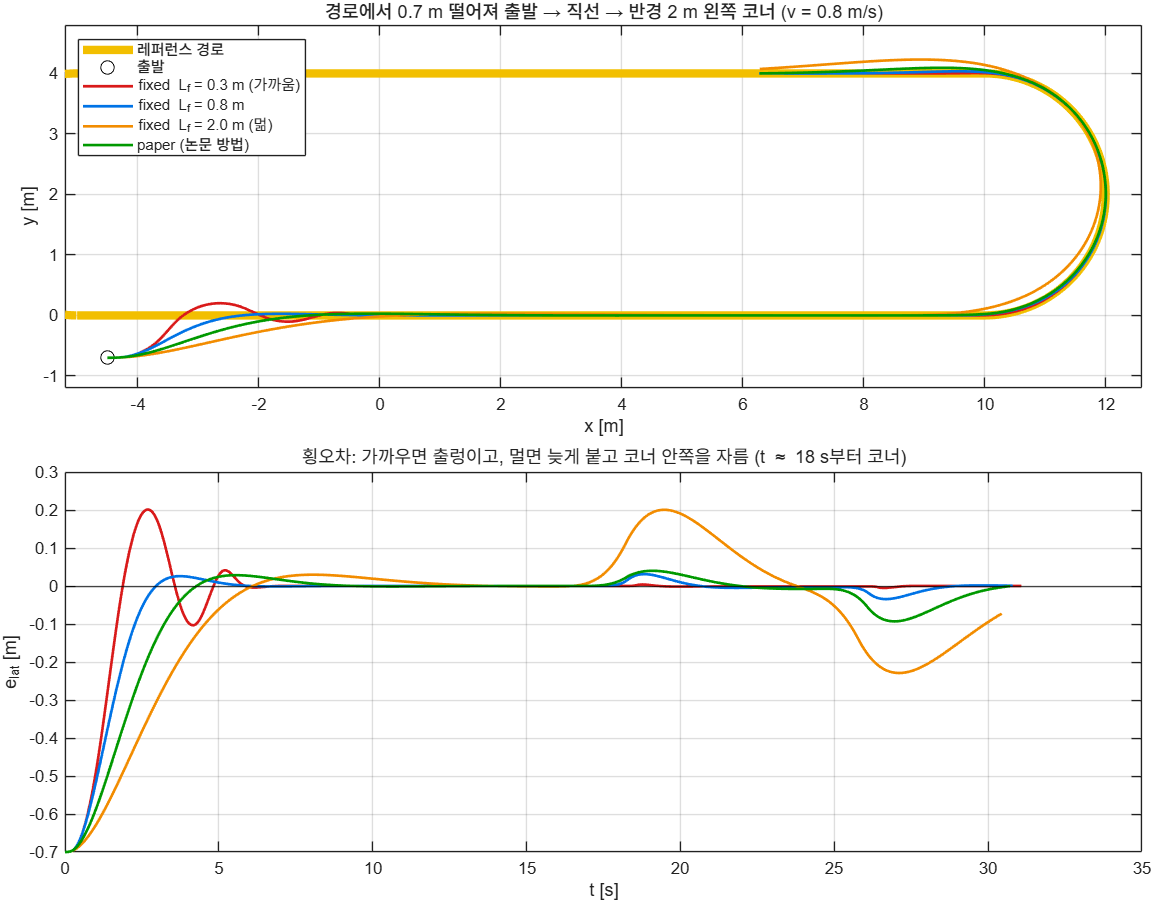 경로에서 0.7 m 떨어져 출발 → 직선 → 반경 2 m 왼쪽 코너 (v = 0.8 m/s)
레퍼런스 경로
출발
fixed L_f = 0.3 m (가까움)
fixed L_f = 0.8 m
fixed L_f = 2.0 m (멂)
paper (논문 방법)
y [m]
4
3
2
1
0
-1
-4 -2 0 2 4 6 8 10 12
x [m]
횡오차: 가까우면 출렁이고, 멀면 늦게 붙고 코너 안쪽을 자름 (t ≈ 18 s부터 코너)
e_lat [m]
0.3
0.2
0.1
0
-0.1
-0.2
-0.3
-0.4
-0.5
-0.6
-0.7
0 5 10 15 20 25 30 35
t [s]